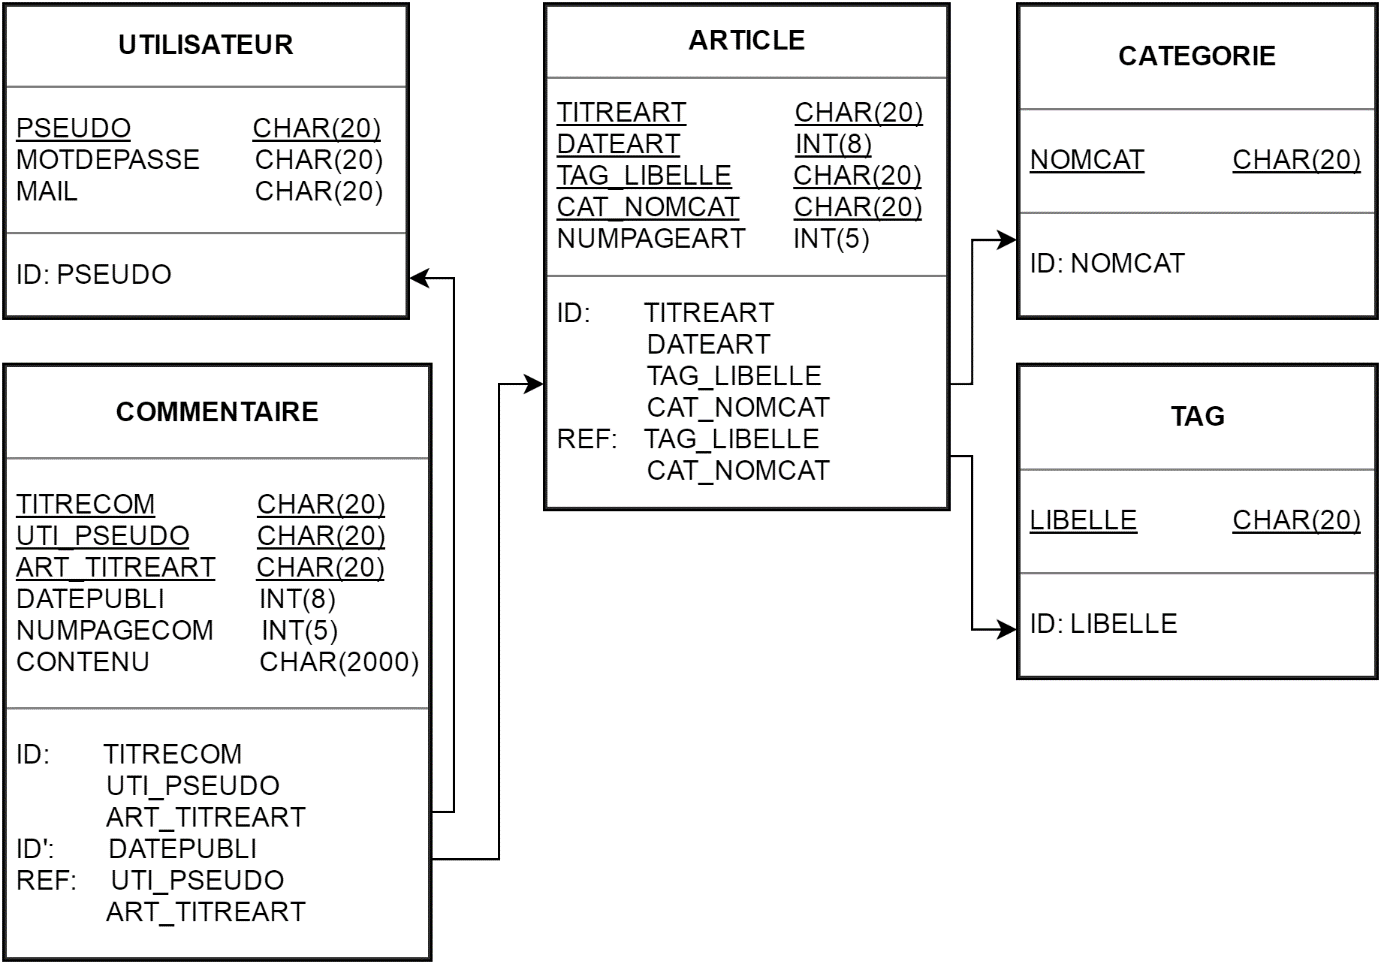 UTILISATEUR
PSEUDO CHAR(20)
MOTDEPASSE CHAR(20)
MAIL CHAR(20)
ID: PSEUDO
COMMENTAIRE
TITRECOM CHAR(20)
UTI_PSEUDO CHAR(20)
ART_TITREART CHAR(20)
DATEPUBLI INT(8)
NUMPAGECOM INT(5)
CONTENU CHAR(2000)
ID: TITRECOM
UTI_PSEUDO
ART_TITREART
ID': DATEPUBLI
REF: UTI_PSEUDO
ART_TITREART
ARTICLE
TITREART CHAR(20)
DATEART INT(8)
TAG_LIBELLE CHAR(20)
CAT_NOMCAT CHAR(20)
NUMPAGEART INT(5)
ID: TITREART
DATEART
TAG_LIBELLE
CAT_NOMCAT
REF: TAG_LIBELLE
CAT_NOMCAT
CATEGORIE
NOMCAT CHAR(20)
ID: NOMCAT
TAG
LIBELLE CHAR(20)
ID: LIBELLE